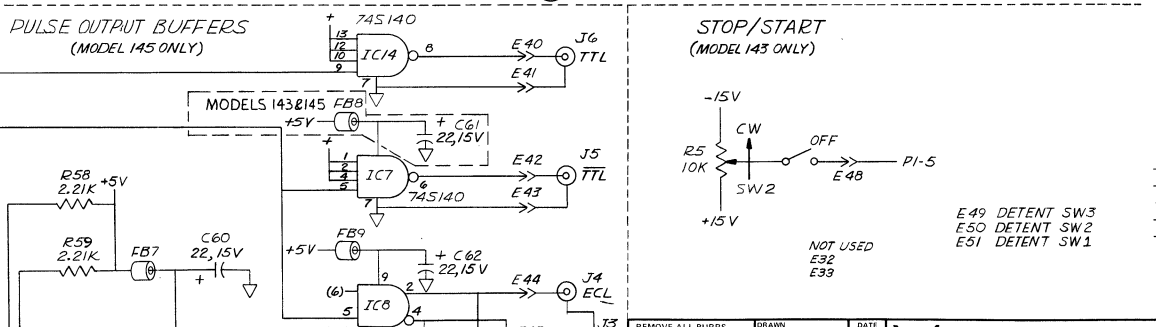 PULSE OUTPUT BUFFERS
(MODEL 145 ONLY)
74S140
+
13
12
10
9
IC14
8
7
E40
E41
J6
TTL
MODELS 143&145
FB8
+5V
+ C61
22,15V
+
1
2
4
5
IC7
6
7
74S140
E42
E43
J5
TTL
R58
2.21K
+5V
R59
2.21K
FB7
C60
22,15V
+
FB9
+5V
+ C62
22,15V
9
(6)
5
IC8
2
4
E44
J4
ECL
J3
STOP/START
(MODEL 143 ONLY)
-15V
CW
R5
10K
SW2
+15V
OFF
E48
P1-5
NOT USED
E32
E33
E49 DETENT SW3
E50 DETENT SW2
E51 DETENT SW1
REMOVE ALL BURRS
DRAWN
DATE